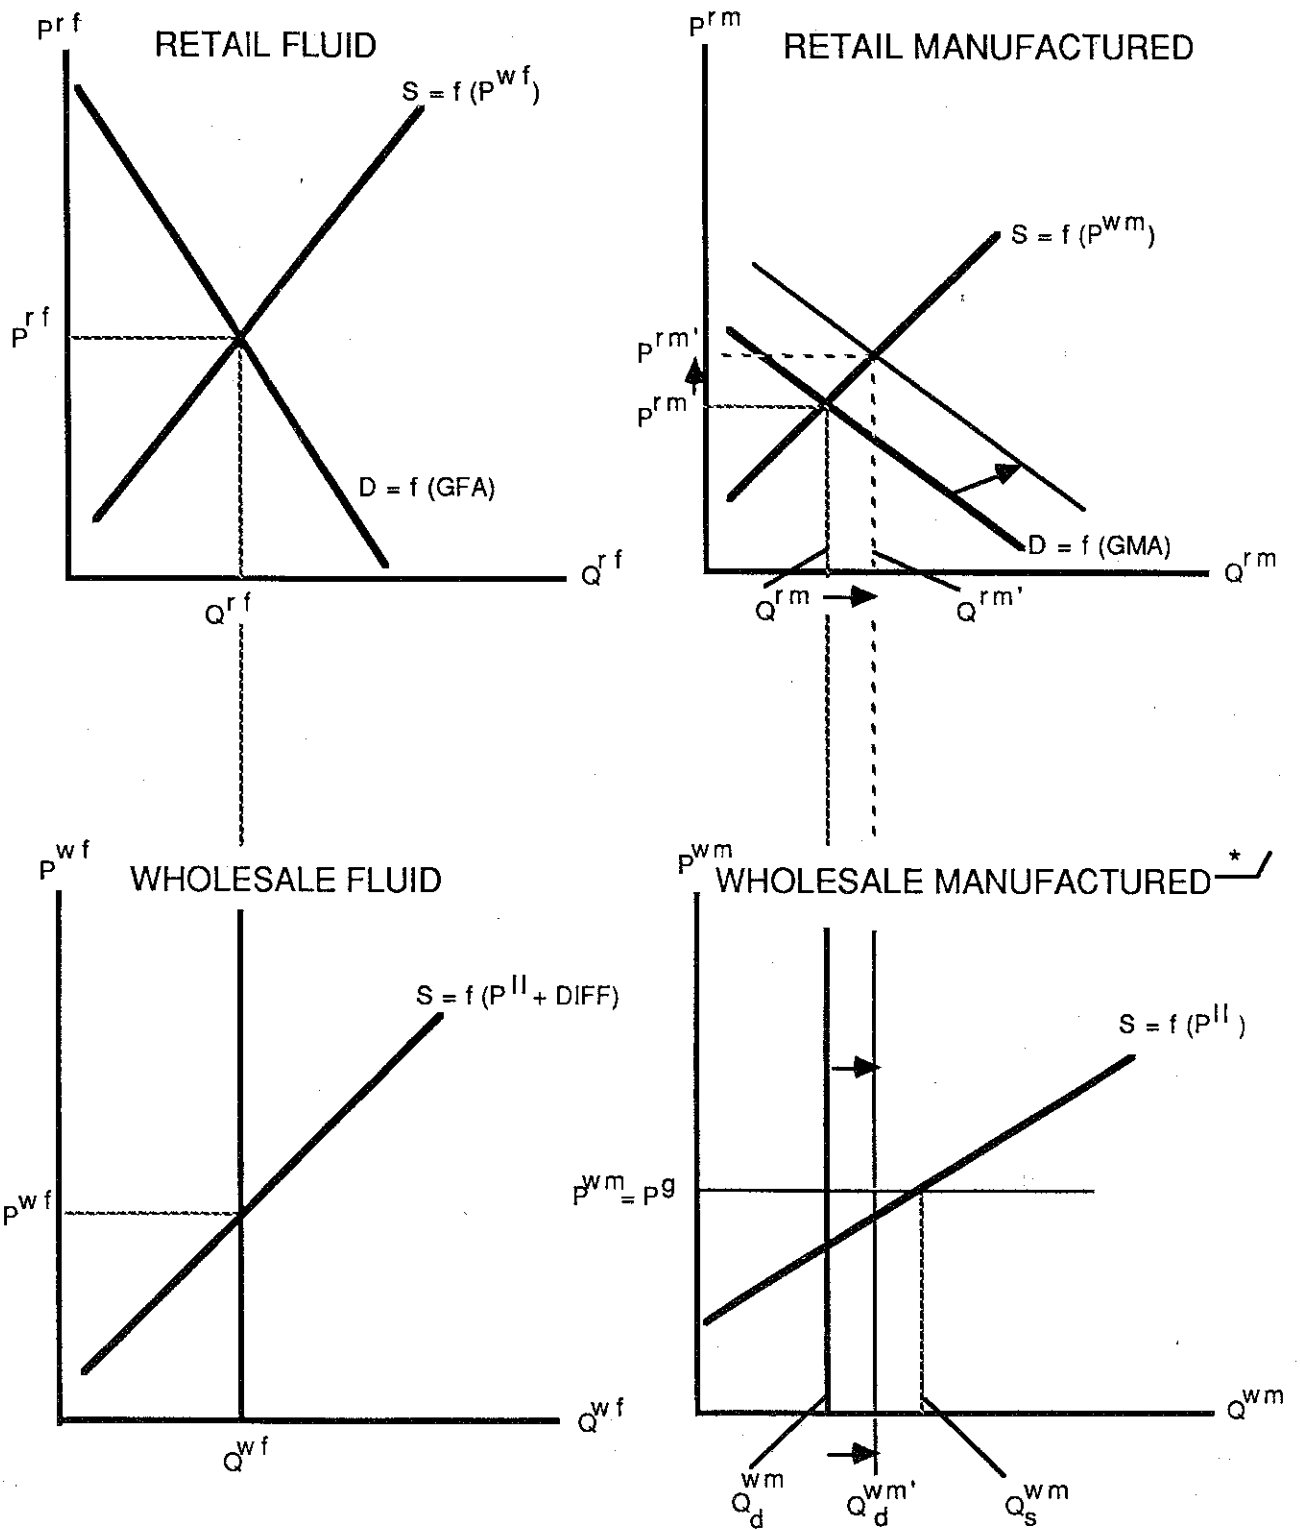 P^rf
RETAIL FLUID
S = f (P^wf)
P^rf
D = f (GFA)
Q^rf
Q^rf
P^rm
RETAIL MANUFACTURED
S = f (P^wm)
P^rm'
P^rm'
D = f (GMA)
Q^rm
Q^rm
Q^rm'
P^wf
WHOLESALE FLUID
S = f (P^II + DIFF)
P^wf
Q^wf
Q^wf
P^wm
WHOLESALE MANUFACTURED */
S = f (P^II)
P^wm = P^g
Q^wm
Q_d^wm
Q_d^wm'
Q_s^wm